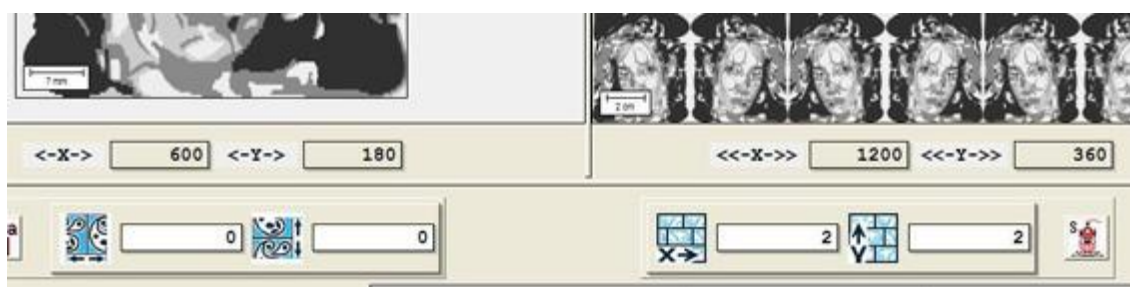 7 mm
2 cm
<-X-> 600 <-Y-> 180
<<-X->> 1200 <<-Y->> 360
a
0 0
X→ 2 Y 2
S